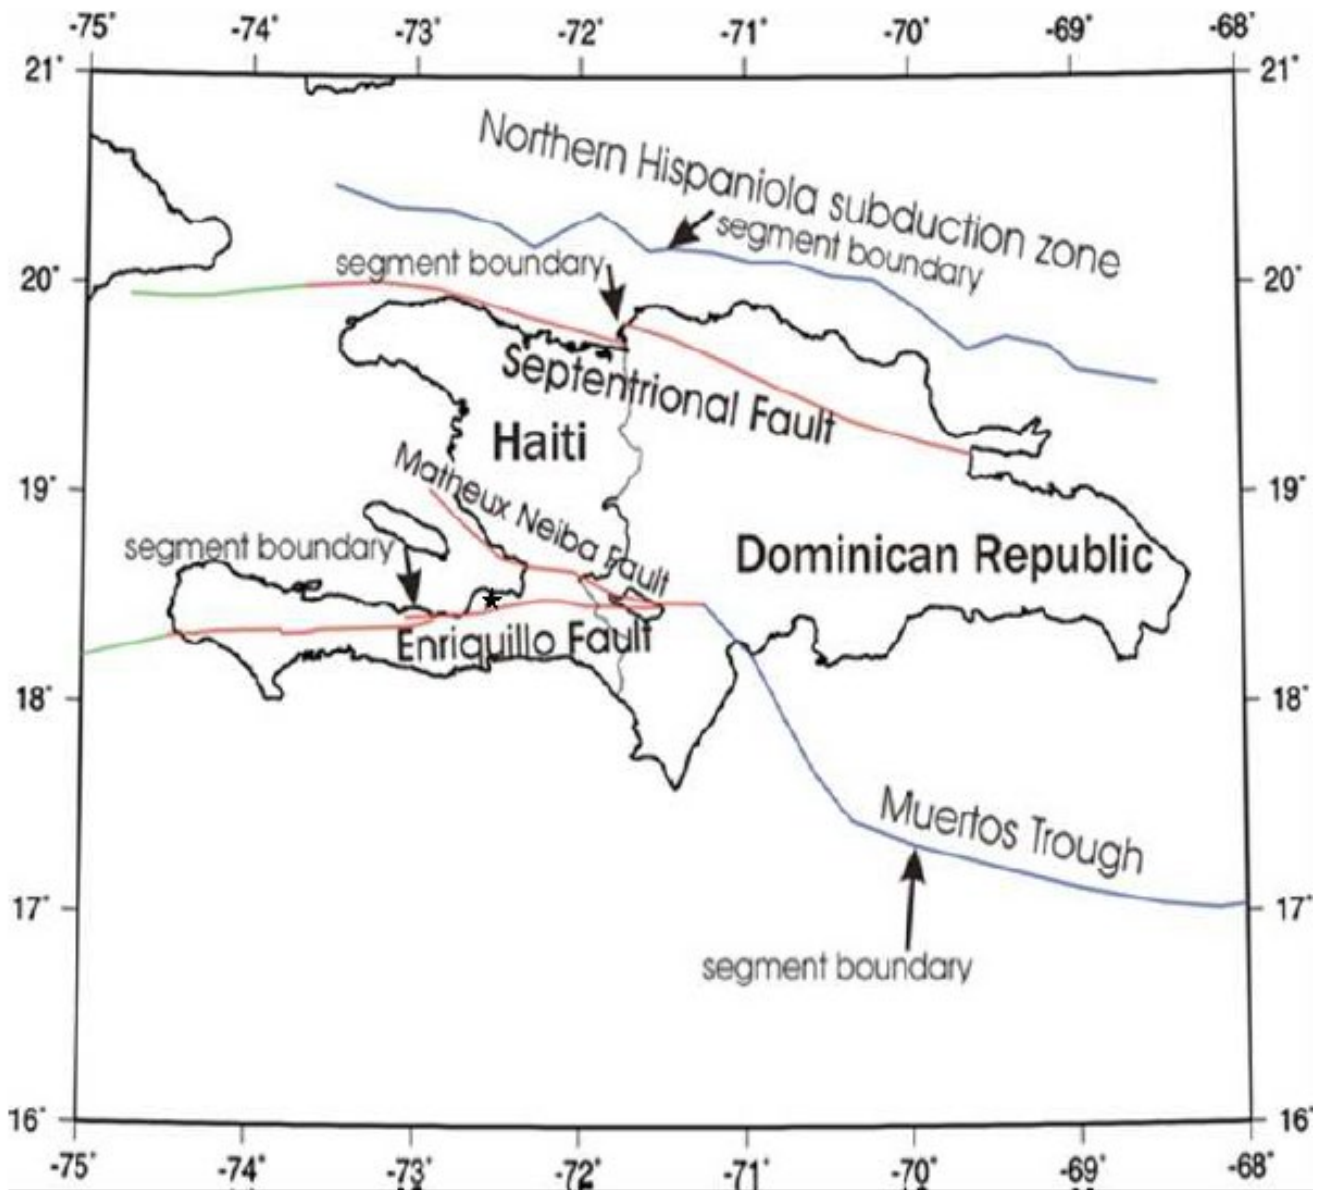 -75° -74° -73° -72° -71° -70° -69° -68°
21° 21°
Northern Hispaniola subduction zone
segment boundary
segment boundary
20° 20°
Septentrional Fault
Haiti
Matheux Neiba Fault
19° 19°
segment boundary
Dominican Republic
Enriquillo Fault
18° 18°
Muertos Trough
17° 17°
segment boundary
16° 16°
-75° -74° -73° -72° -71° -70° -69° -68°